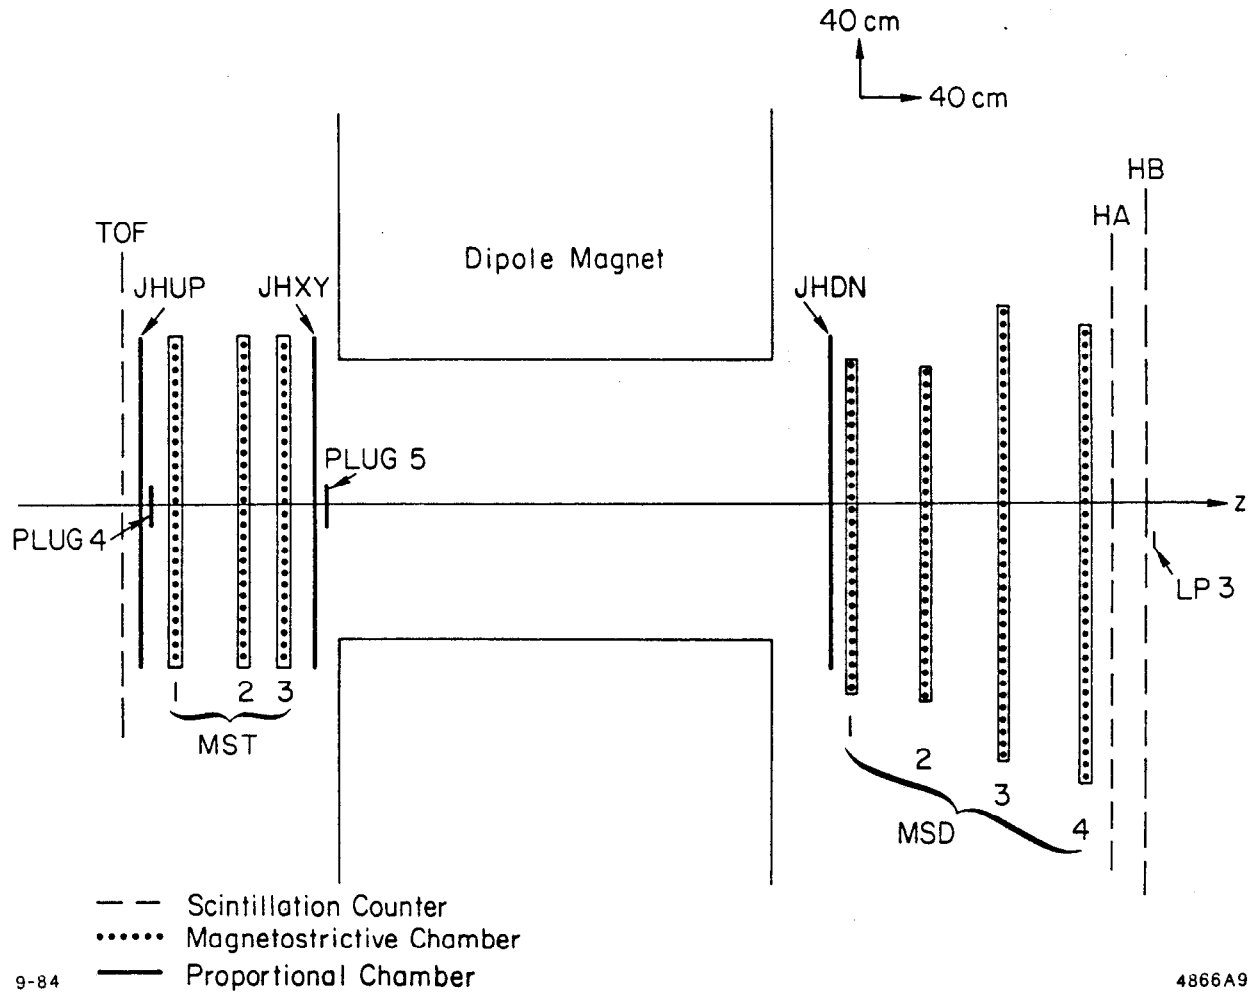 40 cm
40 cm
HB
HA
TOF
Dipole Magnet
JHUP
JHXY
JHDN
PLUG 5
z
PLUG 4
LP 3
1 2 3
MST
1
2
3
4
MSD
Scintillation Counter
Magnetostrictive Chamber
Proportional Chamber
9-84
4866A9